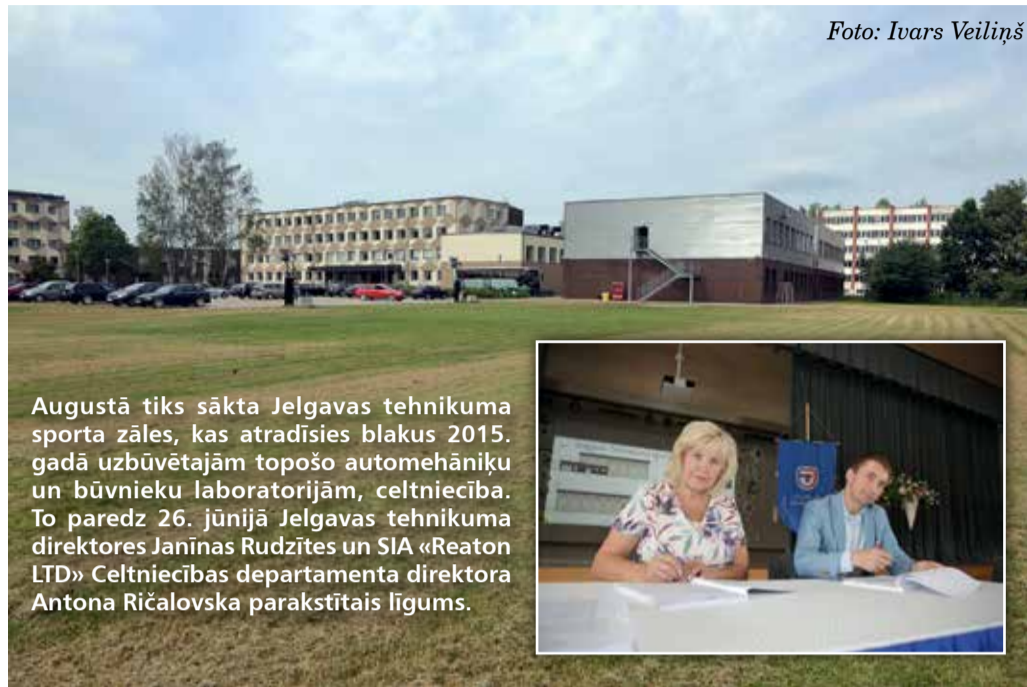 Foto: Ivars Veiliņš
Augustā tiks sākta Jelgavas tehnikuma
sporta zāles, kas atradīsies blakus 2015.
gadā uzbūvētajām topošo automehāniķu
un būvnieku laboratorijām, celtniecība.
To paredz 26. jūnijā Jelgavas tehnikuma
direktores Janīnas Rudzītes un SIA «Reaton
LTD» Celtniecības departamenta direktora
Antona Ričalovska parakstītais līgums.